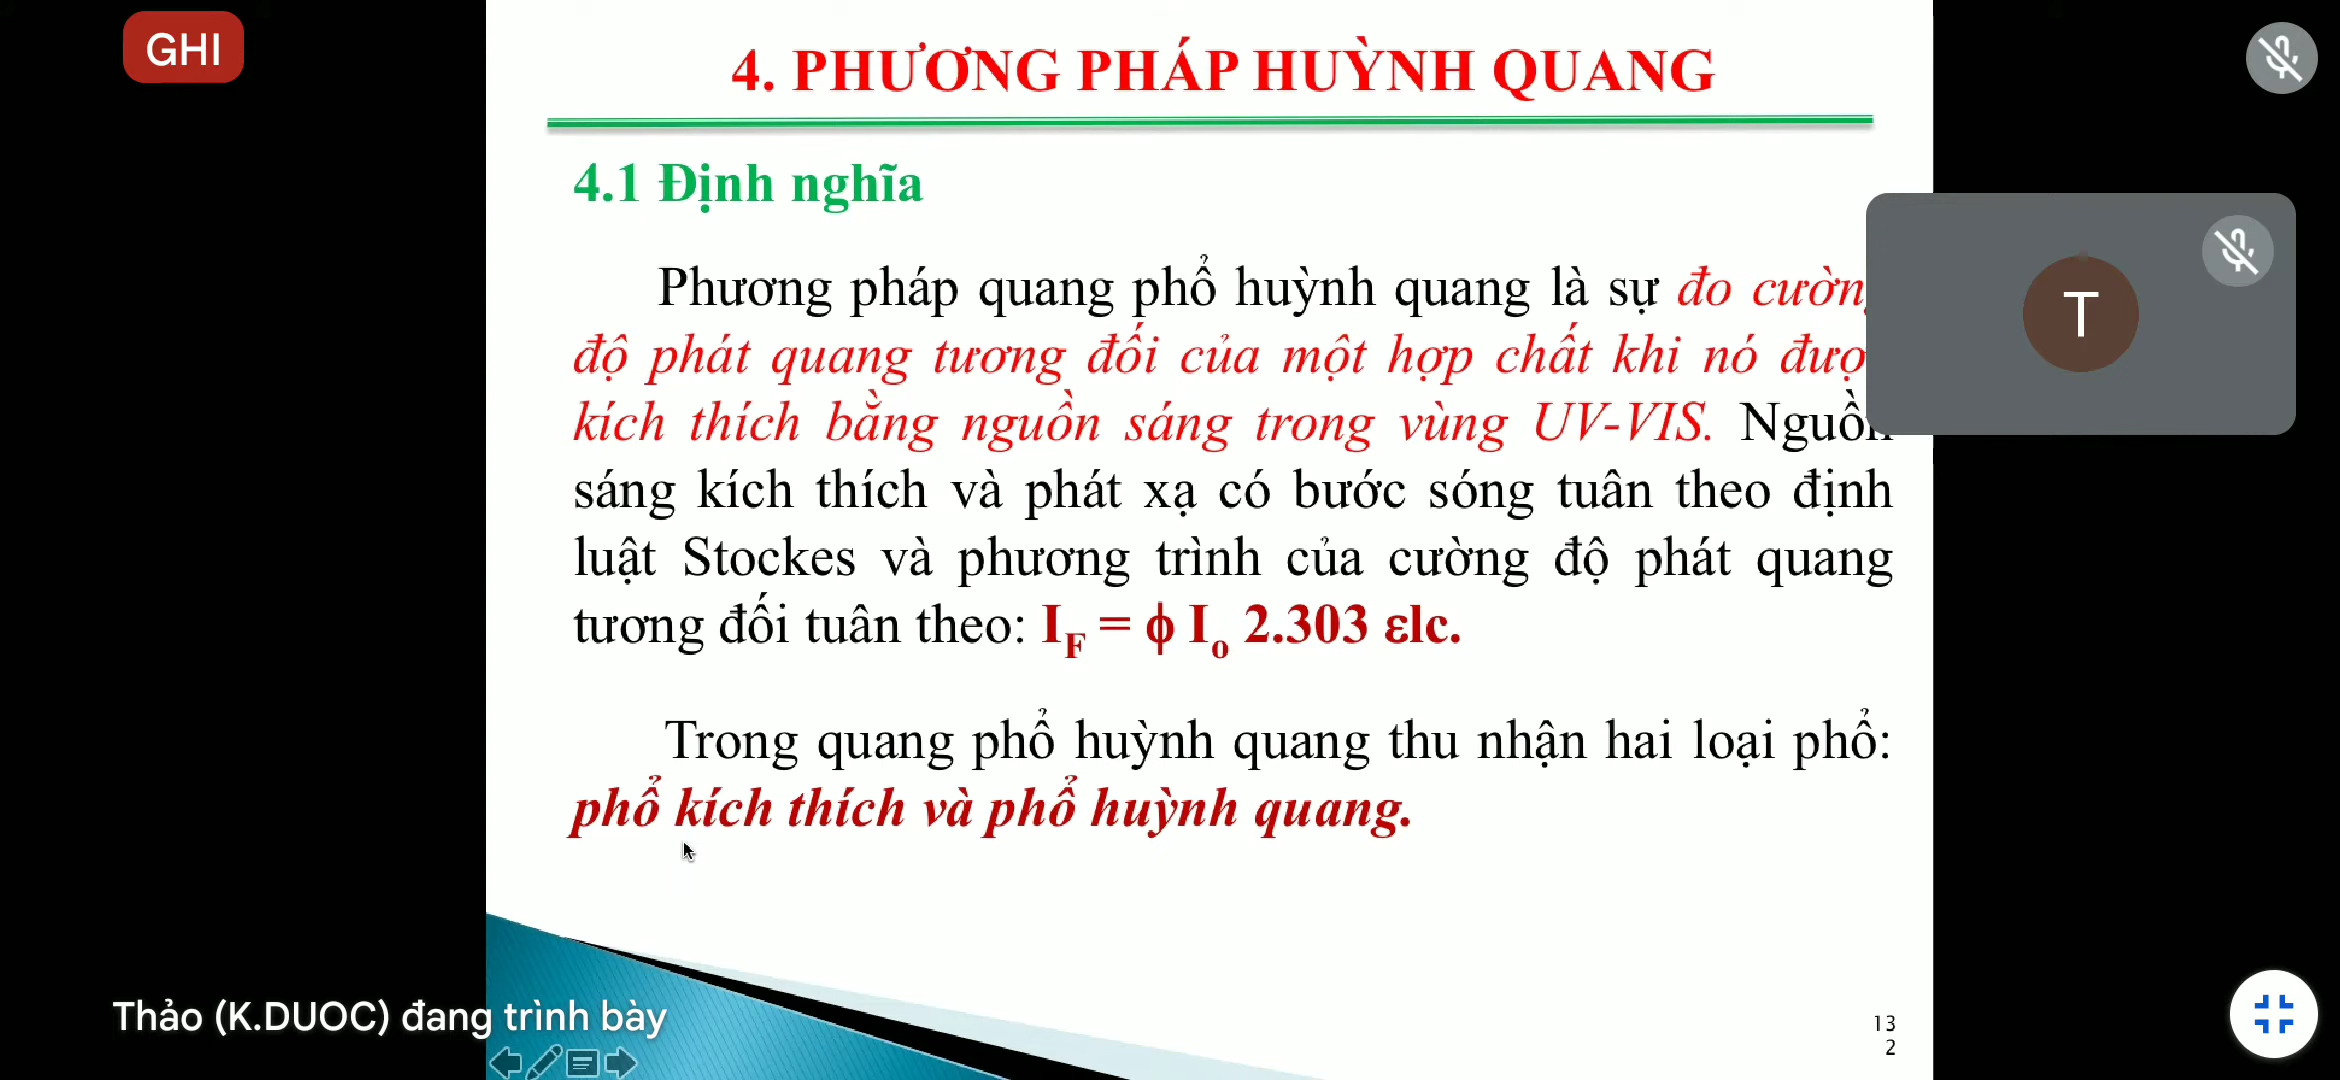 GHI
4. PHƯƠNG PHÁP HUỲNH QUANG
4.1 Định nghĩa
Phương pháp quang phổ huỳnh quang là sự đo
độ phát quang tương đối của một hợp chất khi nó
kích thích bằng nguồn sáng trong vùng UV-VIS. Nguồn
sáng kích thích và phát xạ có bước sóng tuân theo định
luật Stockes và phương trình của cường độ phát quang
tương đối tuân theo: I_F = ϕ I_o 2.303 εlc.
Trong quang phổ huỳnh quang thu nhận hai loại phổ:
phổ kích thích và phổ huỳnh quang.
T
Thảo (K.DUOC) đang trình bày
13
2